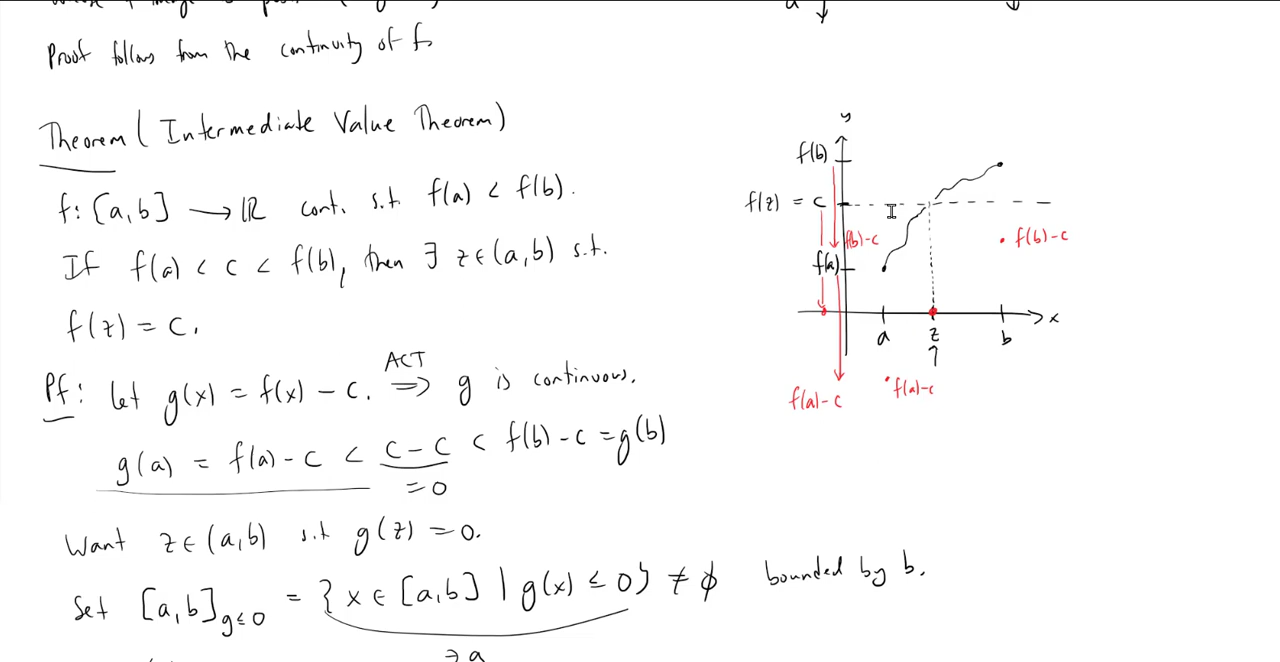 Proof follows from the continuity of f.
Theorem (Intermediate Value Theorem)
f: [a,b] → ℝ cont. s.t. f(a) < f(b).
If f(a) < c < f(b), then ∃ z∈(a,b) s.t.
f(z) = c.
Pf: Let g(x) = f(x) − c. ACT ⟹ g is continuous.
g(a) = f(a)−c < c−c < f(b)−c = g(b)
=0
Want z∈(a,b) s.t g(z) = 0.
Set [a,b]g≤0 = {x ∈ [a,b] | g(x) ≤ 0} ≠ ∅ bounded by b.
∋ a
y
f(b)
f(z) = c
f(b)−c
f(b)−c
f(a)
x
a
z
b
?
f(a)−c
f(a)−c